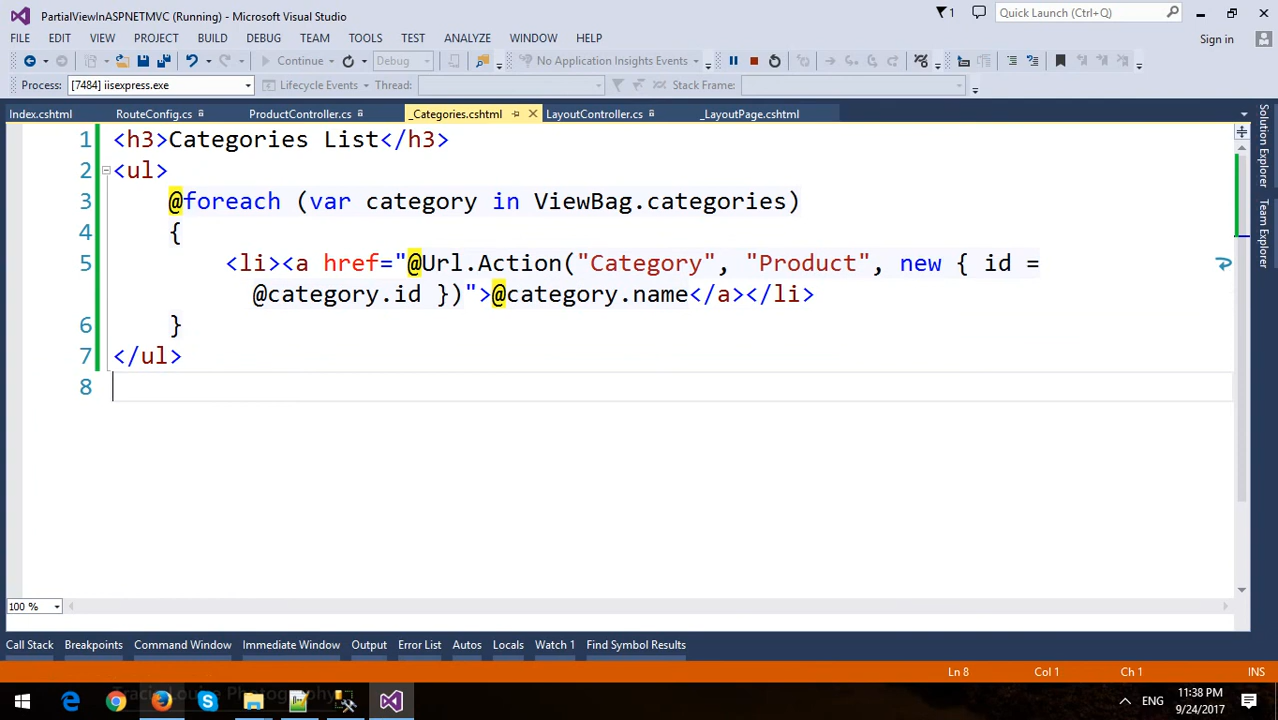 PartialViewInASPNETMVC (Running) - Microsoft Visual Studio
1
Quick Launch (Ctrl+Q)
FILE EDIT VIEW PROJECT BUILD DEBUG TEAM TOOLS TEST ANALYZE WINDOW HELP
Sign in
Continue Debug No Application Insights Events
Process: [7484] iisexpress.exe Lifecycle Events Thread: Stack Frame:
Index.cshtml RouteConfig.cs ProductController.cs _Categories.cshtml LayoutController.cs _LayoutPage.cshtml
1 <h3>Categories List</h3>
2 <ul>
3 @foreach (var category in ViewBag.categories)
4 {
5 <li><a href="@Url.Action("Category", "Product", new { id =
@category.id })">@category.name</a></li>
6 }
7 </ul>
8
Solution Explorer
Team Explorer
100 %
Call Stack Breakpoints Command Window Immediate Window Output Error List Autos Locals Watch 1 Find Symbol Results
Ln 8 Col 1 Ch 1 INS
ENG
11:38 PM
9/24/2017